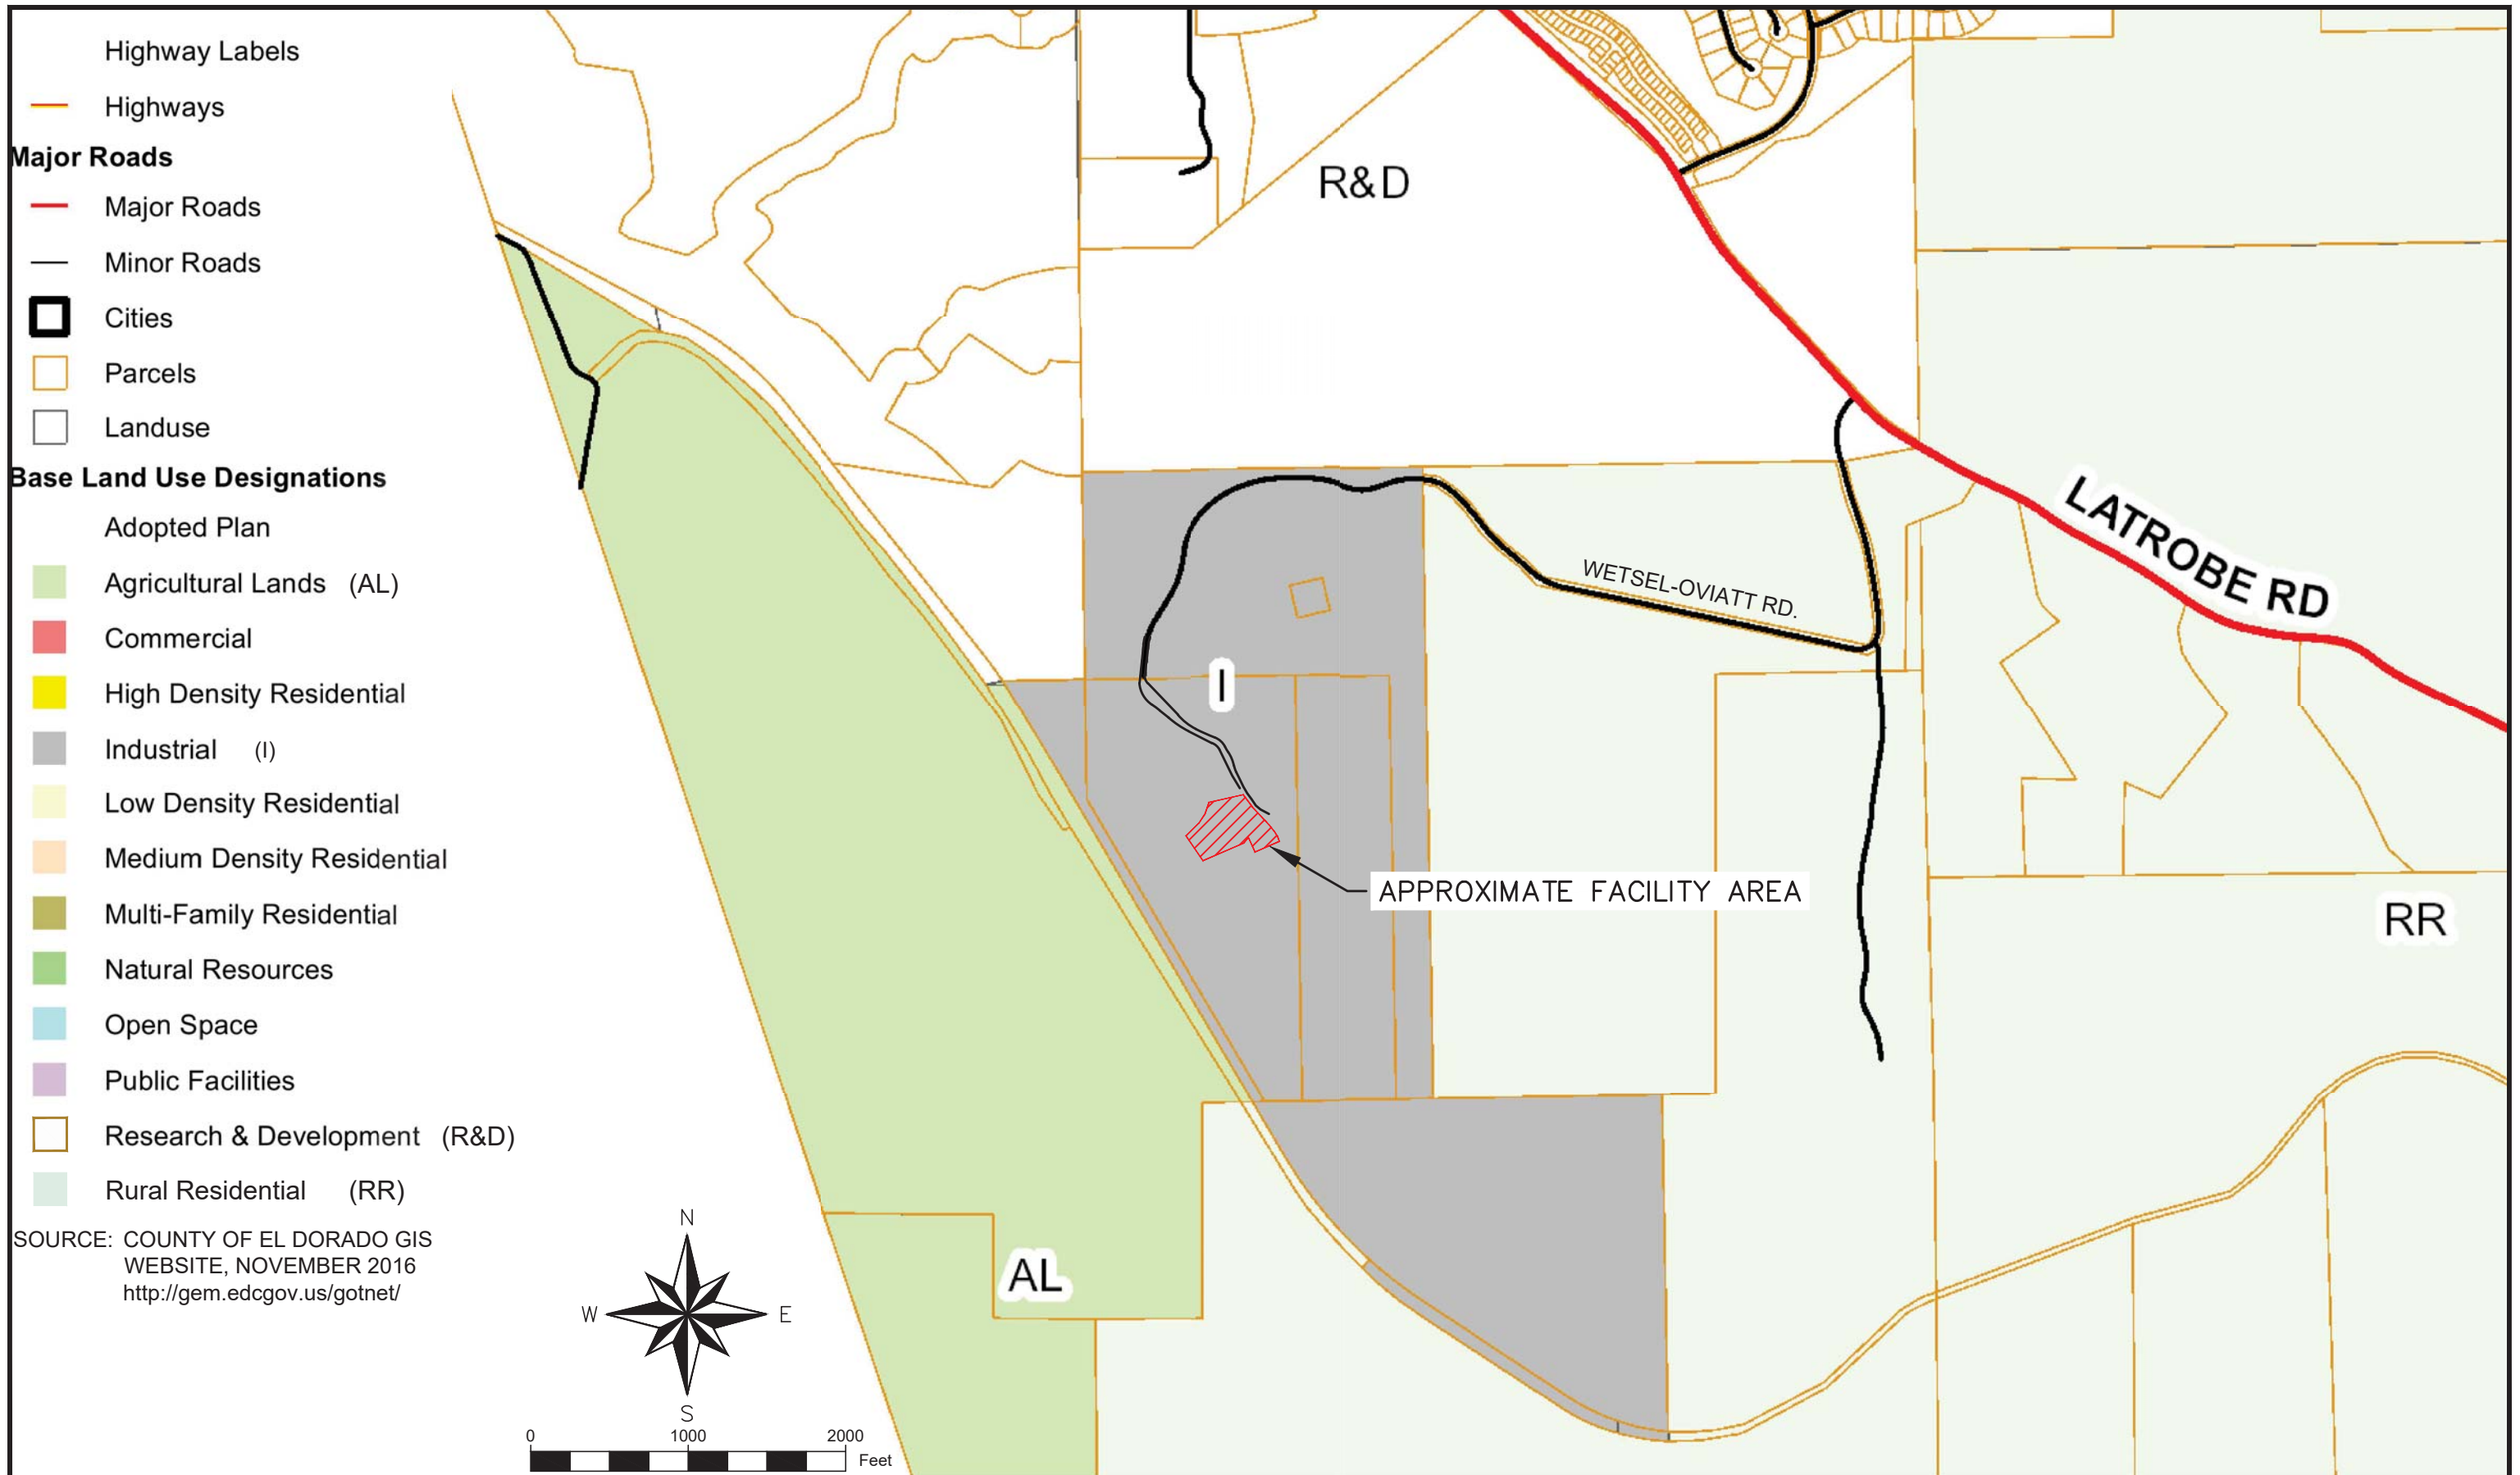 Highway Labels
Highways
Major Roads
Major Roads
Minor Roads
Cities
Parcels
Landuse
Base Land Use Designations
Adopted Plan
Agricultural Lands (AL)
Commercial
High Density Residential
Industrial (I)
Low Density Residential
Medium Density Residential
Multi-Family Residential
Natural Resources
Open Space
Public Facilities
Research & Development (R&D)
Rural Residential (RR)
SOURCE: COUNTY OF EL DORADO GIS
WEBSITE, NOVEMBER 2016
http://gem.edcgov.us/gotnet/
R&D
LATROBE RD
WETSEL-OVIATT RD.
I
APPROXIMATE FACILITY AREA
RR
AL
N
W E
S
0 1000 2000
Feet